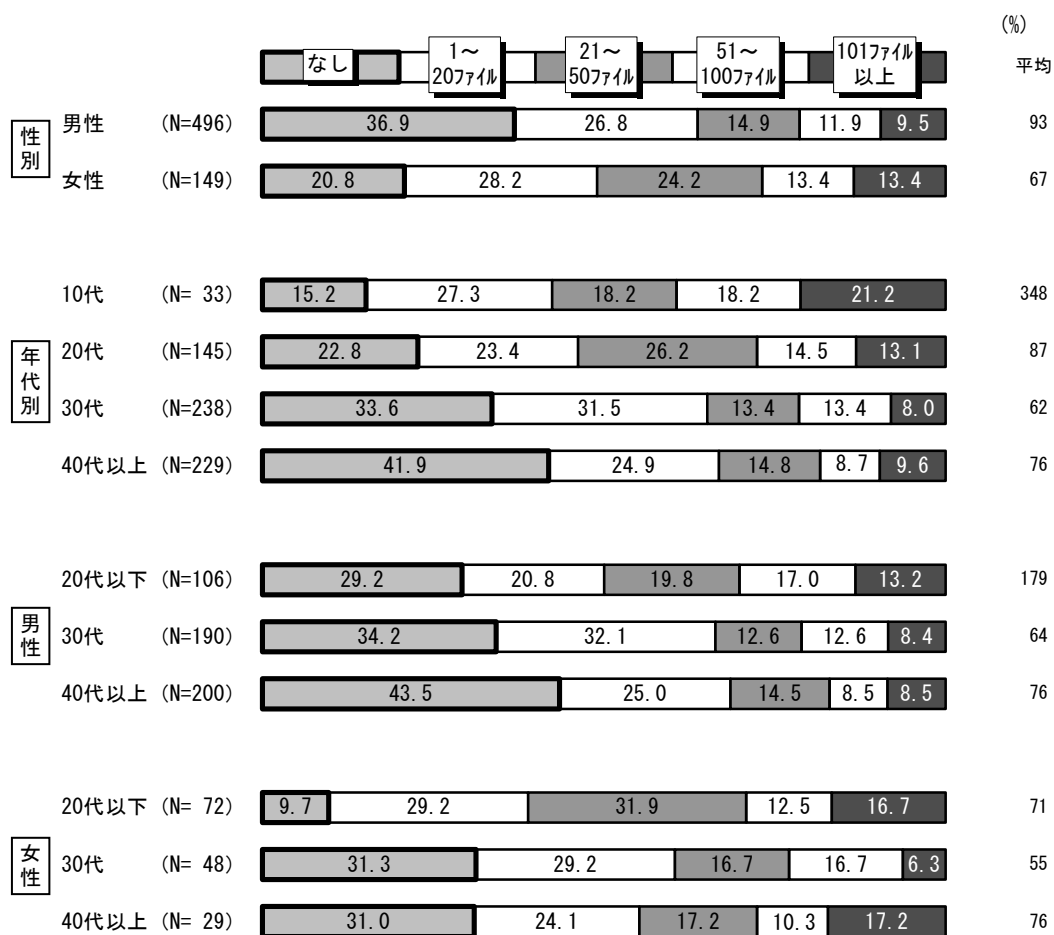 (%)
なし 1～20ﾌｧｲﾙ 21～50ﾌｧｲﾙ 51～100ﾌｧｲﾙ 101ﾌｧｲﾙ以上 平均
性別
男性 (N=496) 36.9 26.8 14.9 11.9 9.5 93
女性 (N=149) 20.8 28.2 24.2 13.4 13.4 67
年代別
10代 (N= 33) 15.2 27.3 18.2 18.2 21.2 348
20代 (N=145) 22.8 23.4 26.2 14.5 13.1 87
30代 (N=238) 33.6 31.5 13.4 13.4 8.0 62
40代以上 (N=229) 41.9 24.9 14.8 8.7 9.6 76
男性
20代以下 (N=106) 29.2 20.8 19.8 17.0 13.2 179
30代 (N=190) 34.2 32.1 12.6 12.6 8.4 64
40代以上 (N=200) 43.5 25.0 14.5 8.5 8.5 76
女性
20代以下 (N= 72) 9.7 29.2 31.9 12.5 16.7 71
30代 (N= 48) 31.3 29.2 16.7 16.7 6.3 55
40代以上 (N= 29) 31.0 24.1 17.2 10.3 17.2 76